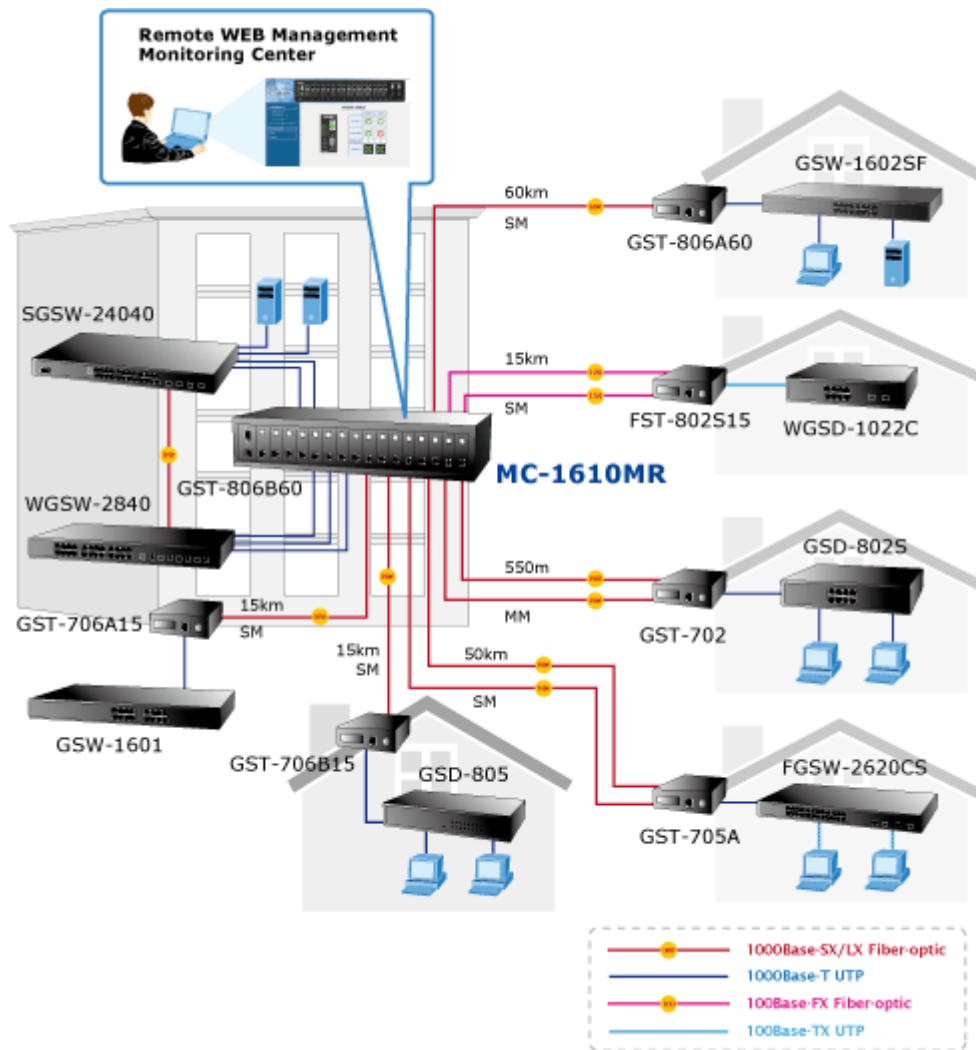 Remote WEB Management
Monitoring Center
GSW-1602SF
60km
SM
GST-806A60
SGSW-24040
15km
SM
FST-802S15
WGSD-1022C
MC-1610MR
GST-806B60
WGSW-2840
GSD-802S
550m
MM
GST-702
15km
SM
GST-706A15
15km
SM
50km
SM
GSW-1601
GST-706B15
GSD-805
FGSW-2620CS
GST-705A
1000Base-SX/LX Fiber-optic
1000Base-T UTP
100Base-FX Fiber-optic
100Base-TX UTP